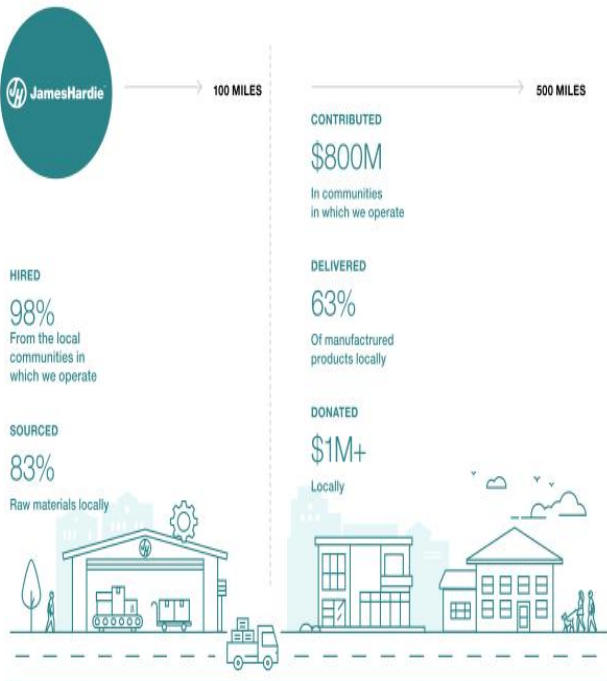 JamesHardie
100 MILES
500 MILES
HIRED
98%
From the local
communities in
which we operate
SOURCED
83%
Raw materials locally
CONTRIBUTED
$800M
In communities
in which we operate
DELIVERED
63%
Of manufactrured
products locally
DONATED
$1M+
Locally